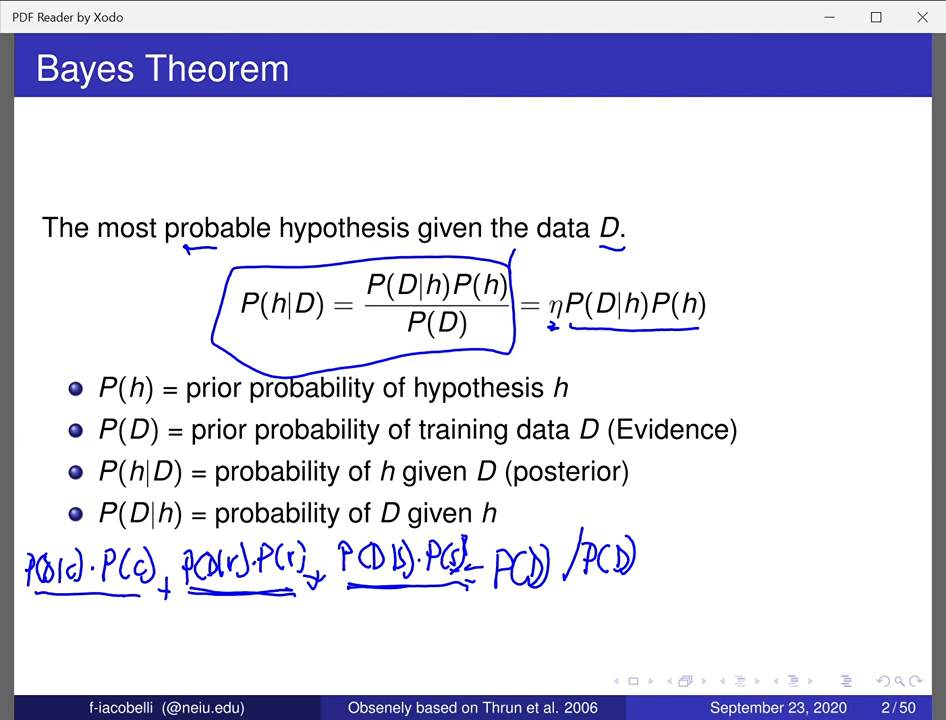 PDF Reader by Xodo
Bayes Theorem
The most probable hypothesis given the data D.
P(h|D) = P(D|h)P(h) / P(D) = ηP(D|h)P(h)
P(h) = prior probability of hypothesis h
P(D) = prior probability of training data D (Evidence)
P(h|D) = probability of h given D (posterior)
P(D|h) = probability of D given h
P(D|c) · P(c) + P(D|r) · P(r) + P(D|s) · P(s) = P(D) / P(D)
f-iacobelli (@neiu.edu) Obsenely based on Thrun et al. 2006 September 23, 2020 2 / 50